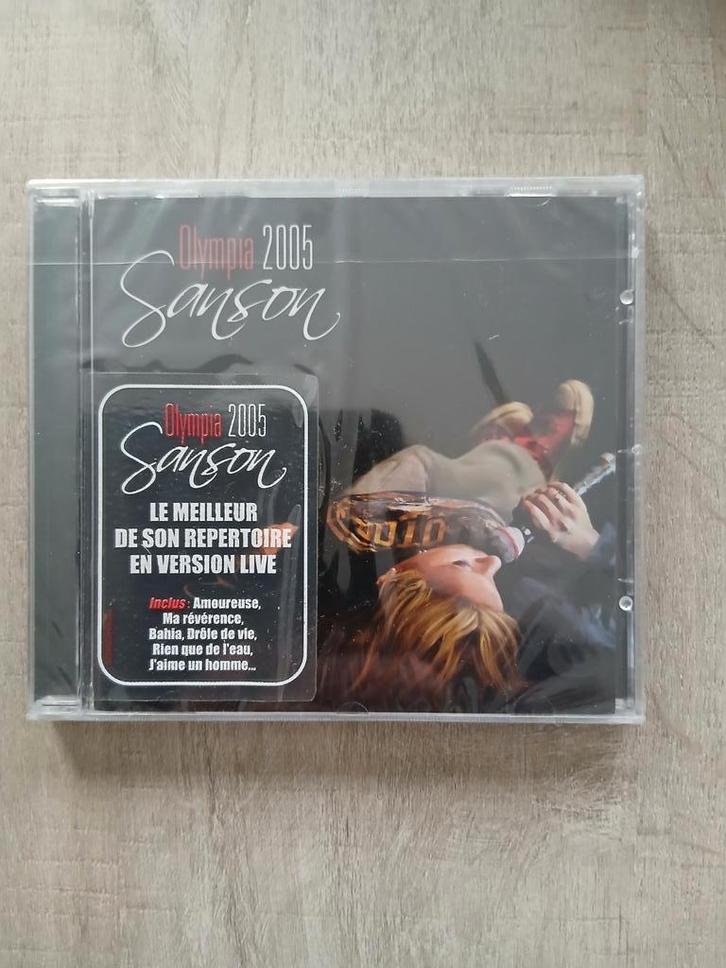 Olympia 2005
Sanson
Olympia 2005
Sanson
LE MEILLEUR
DE SON REPERTOIRE
EN VERSION LIVE
Inclus : Amoureuse,
Ma révérence,
Bahia, Drôle de vie,
Rien que de l'eau,
J'aime un homme...